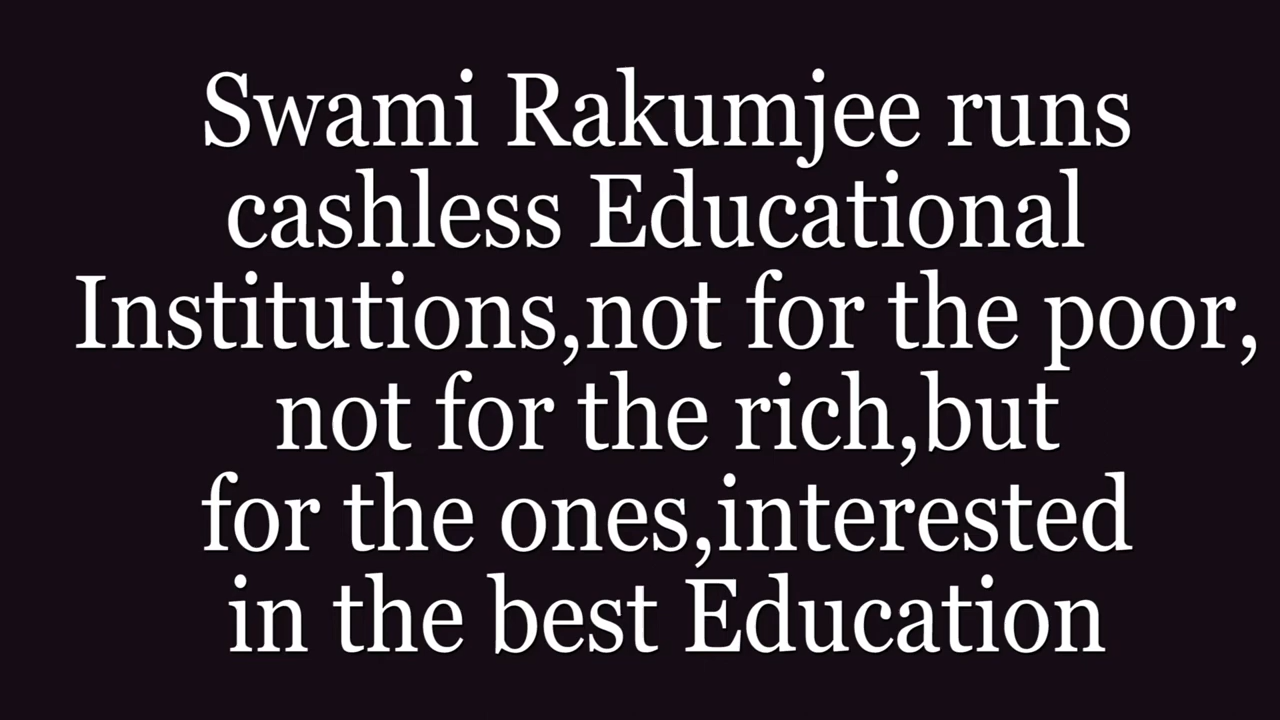 Swami Rakumjee runs
cashless Educational
Institutions,not for the poor,
not for the rich,but
for the ones,interested
in the best Education